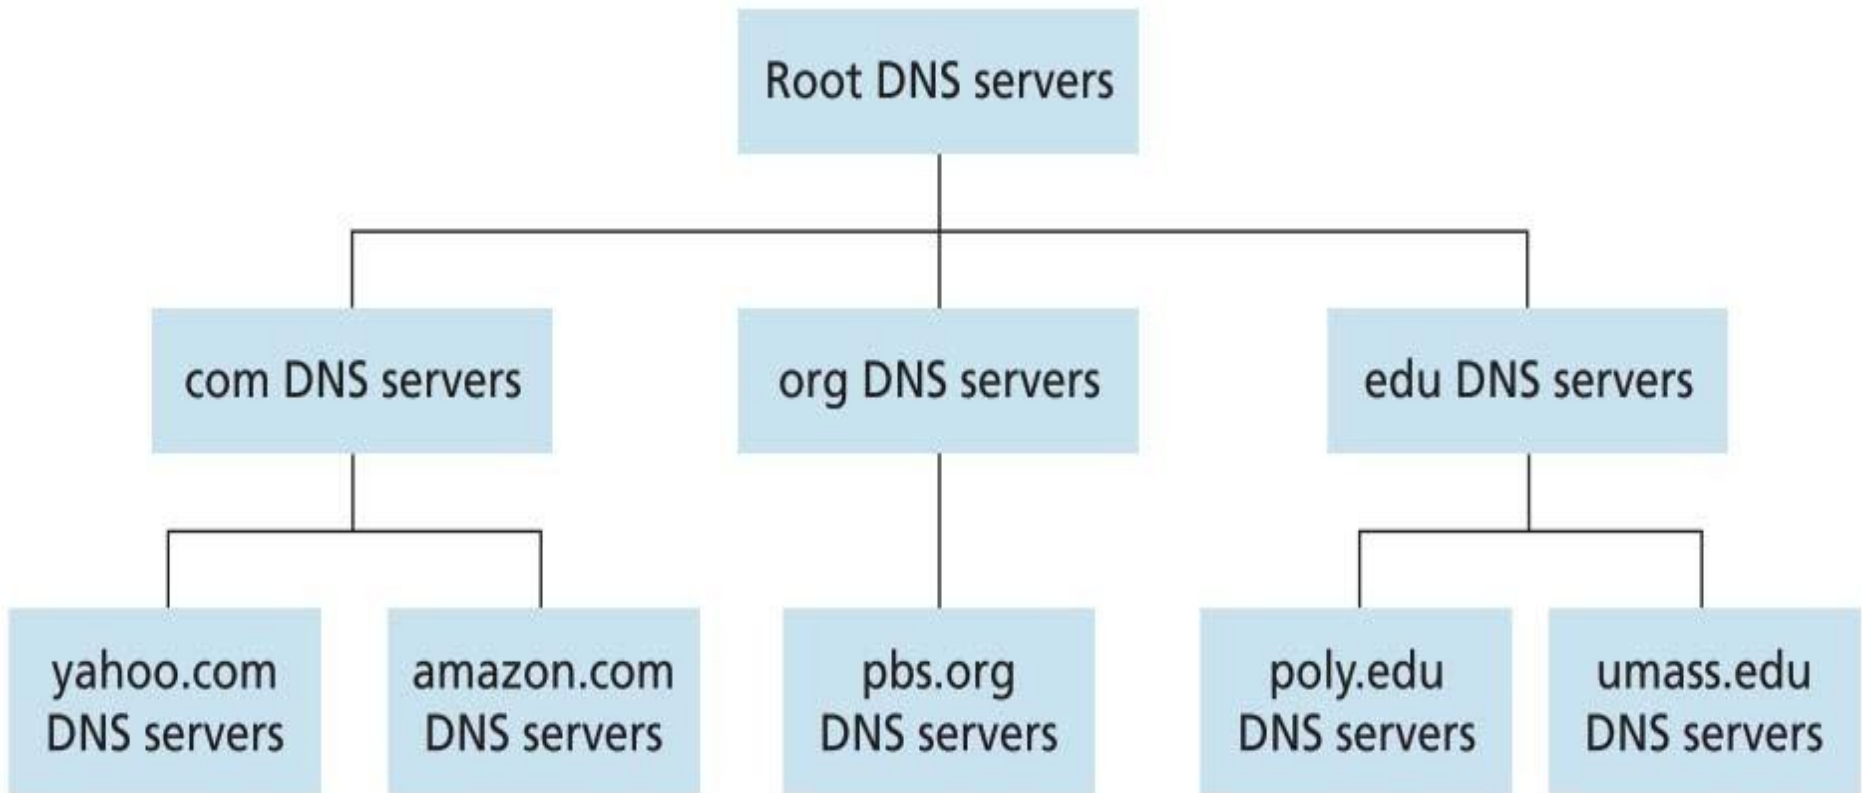 Root DNS servers
com DNS servers
org DNS servers
edu DNS servers
yahoo.com
DNS servers
amazon.com
DNS servers
pbs.org
DNS servers
poly.edu
DNS servers
umass.edu
DNS servers